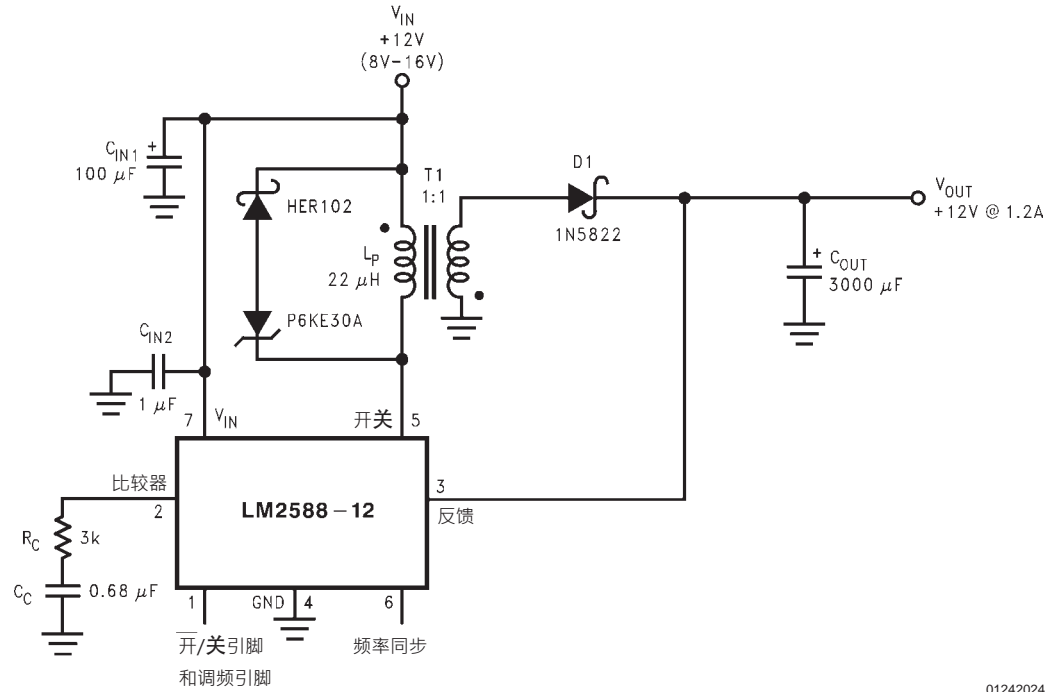 V_IN
+12V
(8V−16V)
C_IN1 +
100 μF
HER102
T1
1:1
L_P
22 μH
D1
1N5822
V_OUT
+12V @ 1.2A
+ C_OUT
3000 μF
P6KE30A
C_IN2
1 μF
7 V_IN
开关 5
比较器
2
LM2588−12
3
反馈
R_C 3k
C_C 0.68 μF
1 GND 4 6
开/关引脚
和调频引脚
频率同步
01242024